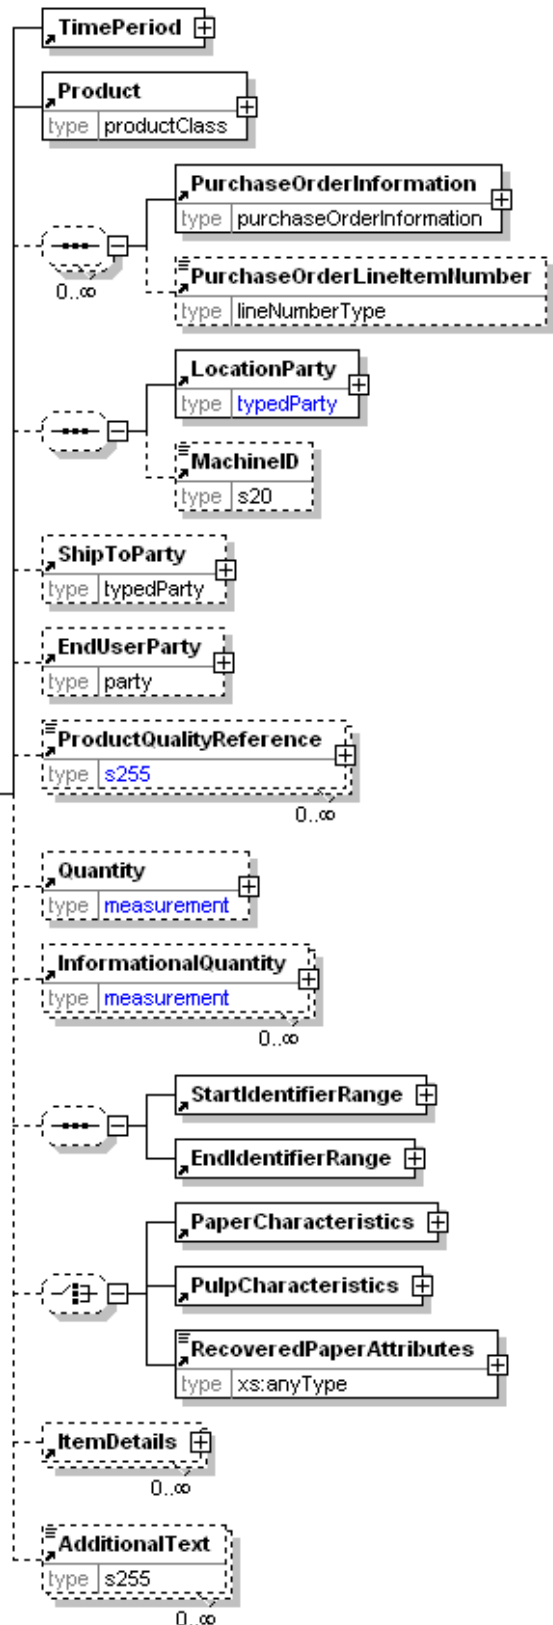 TimePeriod
Product
type productClass
PurchaseOrderInformation
type purchaseOrderInformation
0..∞
PurchaseOrderLineItemNumber
type lineNumberType
LocationParty
type typedParty
MachineID
type s20
ShipToParty
type typedParty
EndUserParty
type party
ProductQualityReference
type s255
0..∞
Quantity
type measurement
InformationalQuantity
type measurement
0..∞
StartIdentifierRange
EndIdentifierRange
PaperCharacteristics
PulpCharacteristics
RecoveredPaperAttributes
type xs:anyType
ItemDetails
0..∞
AdditionalText
type s255
0..∞